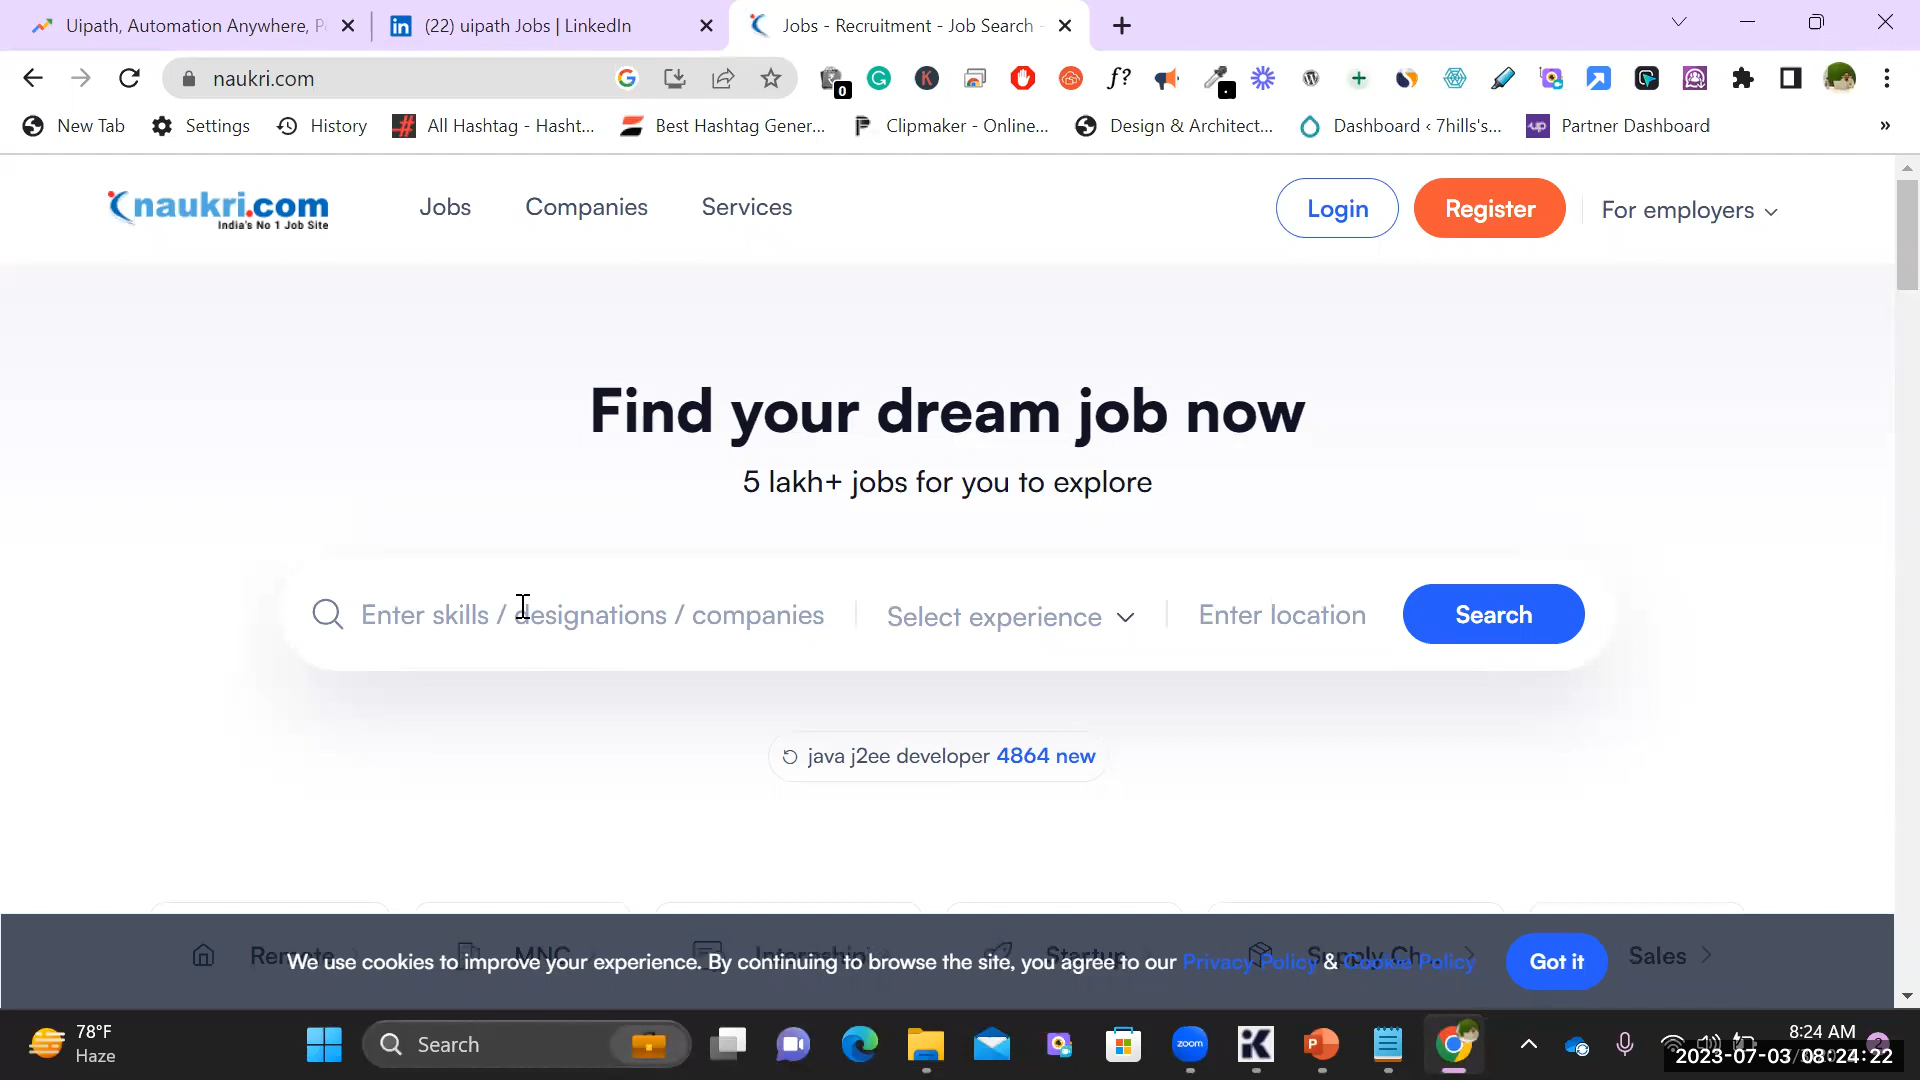 Uipath, Automation Anywhere, P
(22) uipath Jobs | LinkedIn
Jobs - Recruitment - Job Search -
naukri.com
0
f?
New Tab
Settings
History
All Hashtag - Hasht...
Best Hashtag Gener...
Clipmaker - Online...
Design & Architect...
Dashboard ‹ 7hills's...
up
Partner Dashboard
»
naukri.com
India's No 1 Job Site
Jobs
Companies
Services
Login
Register
For employers
Find your dream job now
5 lakh+ jobs for you to explore
Enter skills / designations / companies
Select experience
Enter location
Search
java j2ee developer 4864 new
Remote
MNC
Internship
Startup
Supply Ch...
Sales
We use cookies to improve your experience. By continuing to browse the site, you agree to our Privacy Policy & Cookie Policy
Got it
78°F
Haze
Search
zoom
8:24 AM
2
2023-07-03 08:24:22